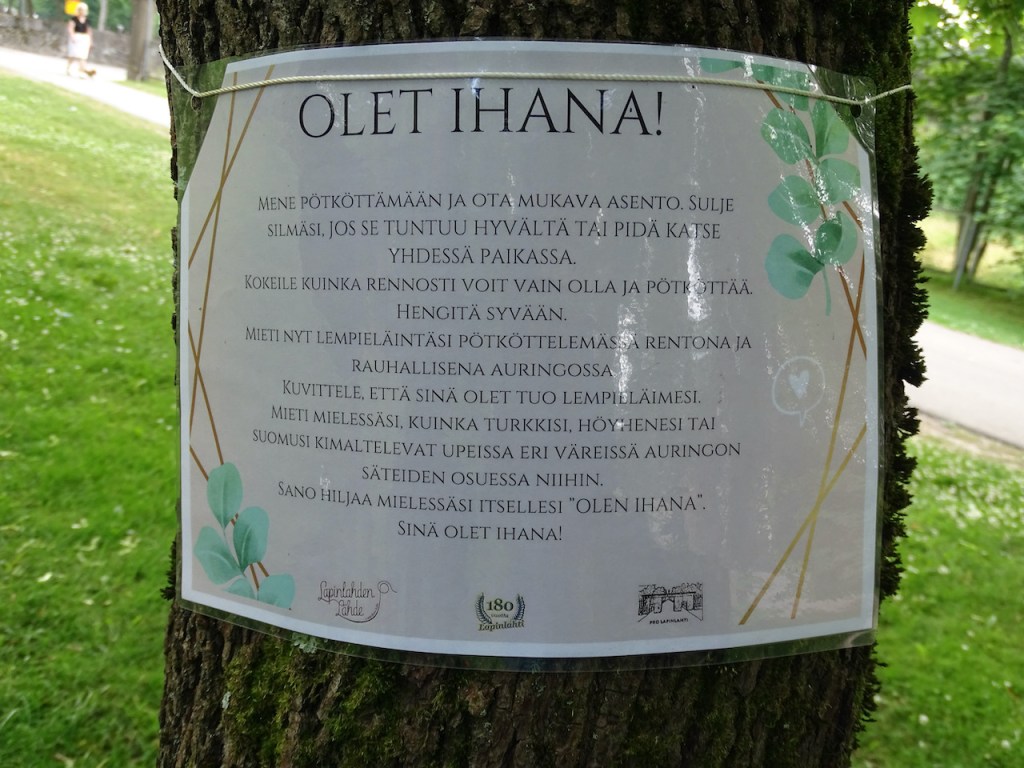 OLET IHANA!
MENE PÖTKÖTTÄMÄÄN JA OTA MUKAVA ASENTO. SULJE
SILMÄSI, JOS SE TUNTUU HYVÄLTÄ TAI PIDÄ KATSE
YHDESSÄ PAIKASSA.
KOKEILE KUINKA RENNOSTI VOIT VAIN OLLA JA PÖTKÖTTÄÄ.
HENGITÄ SYVÄÄN.
MIETI NYT LEMPIELÄINTÄSI PÖTKÖTTELEMÄSSÄ RENTONA JA
RAUHALLISENA AURINGOSSA
KUVITTELE, ETTÄ SINÄ OLET TUO LEMPIELÄIMESI.
MIETI MIELESSÄSI, KUINKA TURKKISI, HÖYHENESI TAI
SUOMUSI KIMALTELEVAT UPEISSA ERI VÄREISSÄ AURINGON
SÄTEIDEN OSUESSA NIIHIN.
SANO HILJAA MIELESSÄSI ITSELLESI "OLEN IHANA".
SINÄ OLET IHANA!
Lapinlahden
Lähde
180
vuotta
Lapinlahti
PRO LAPINLAHTI